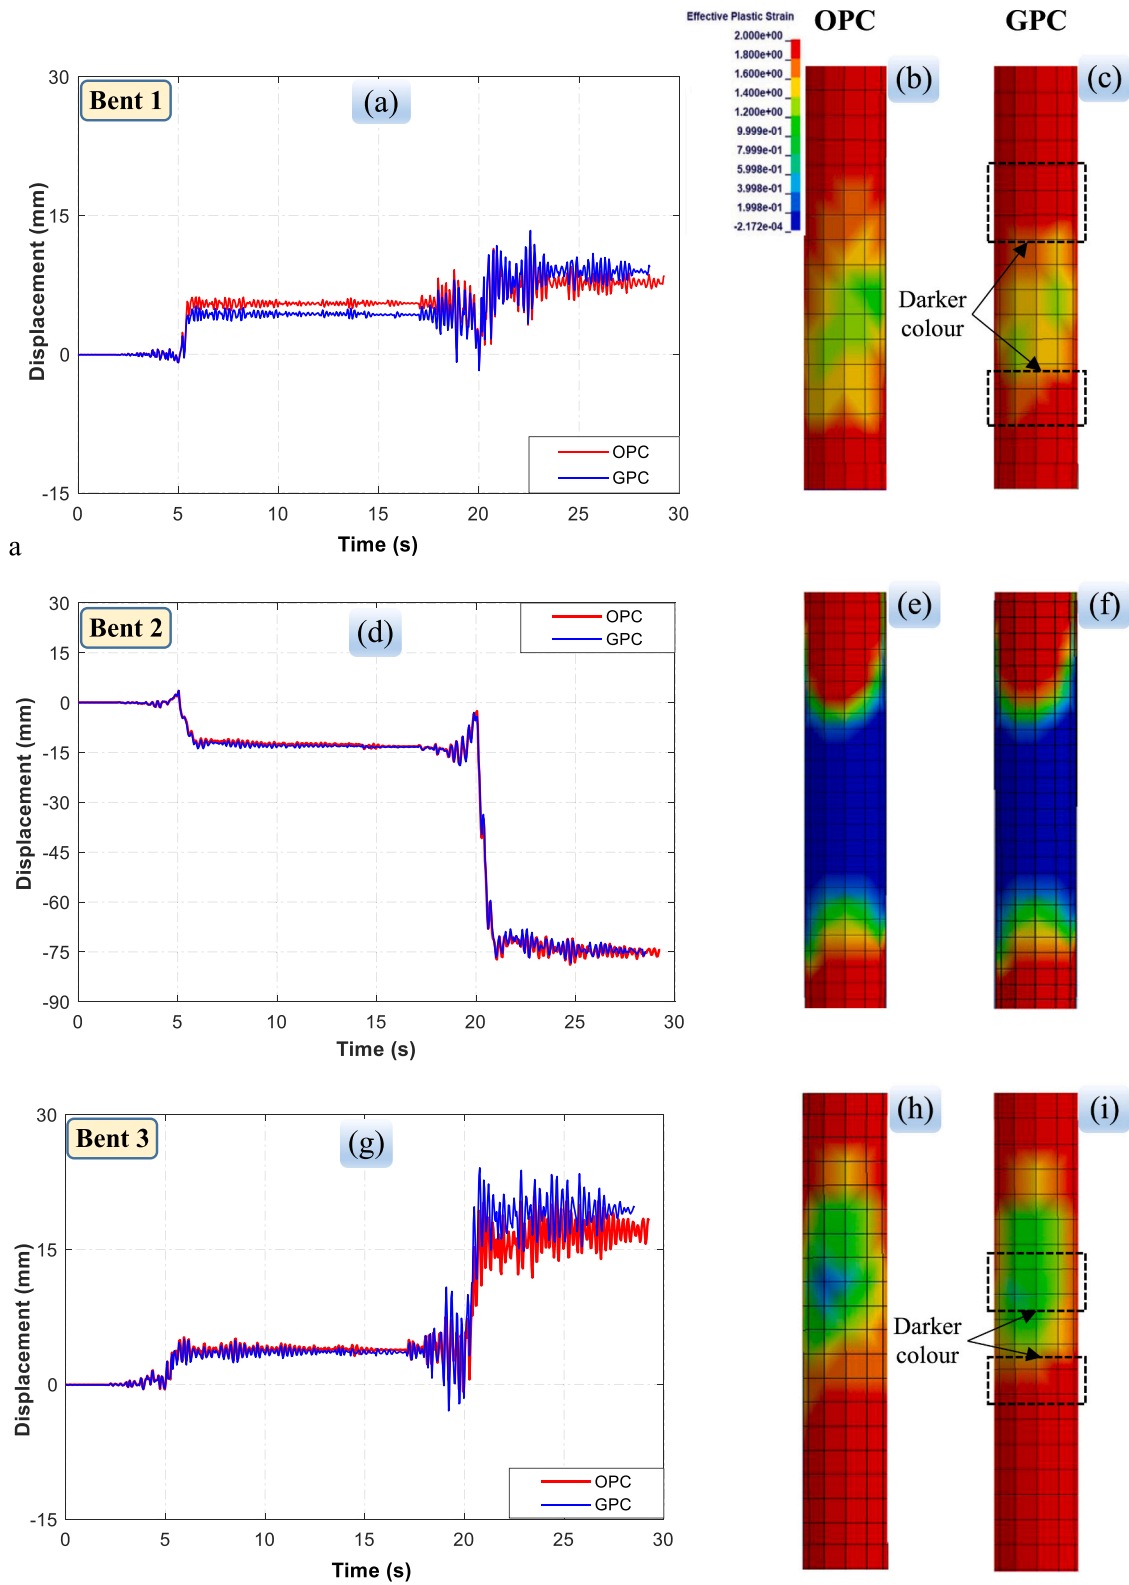 Effective Plastic Strain
OPC
GPC
2.000e+00
1.800e+00
1.600e+00
1.400e+00
1.200e+00
9.999e-01
7.999e-01
5.998e-01
3.998e-01
1.998e-01
-2.172e-04
(b)
(c)
Darker
colour
Bent 1
(a)
30
15
0
-15
Displacement (mm)
OPC
GPC
0 5 10 15 20 25 30
Time (s)
a
Bent 2
(d)
OPC
GPC
30
15
0
-15
-30
-45
-60
-75
-90
Displacement (mm)
0 5 10 15 20 25 30
Time (s)
(e)
(f)
Bent 3
(g)
30
15
0
-15
Displacement (mm)
OPC
GPC
0 5 10 15 20 25 30
Time (s)
(h)
(i)
Darker
colour